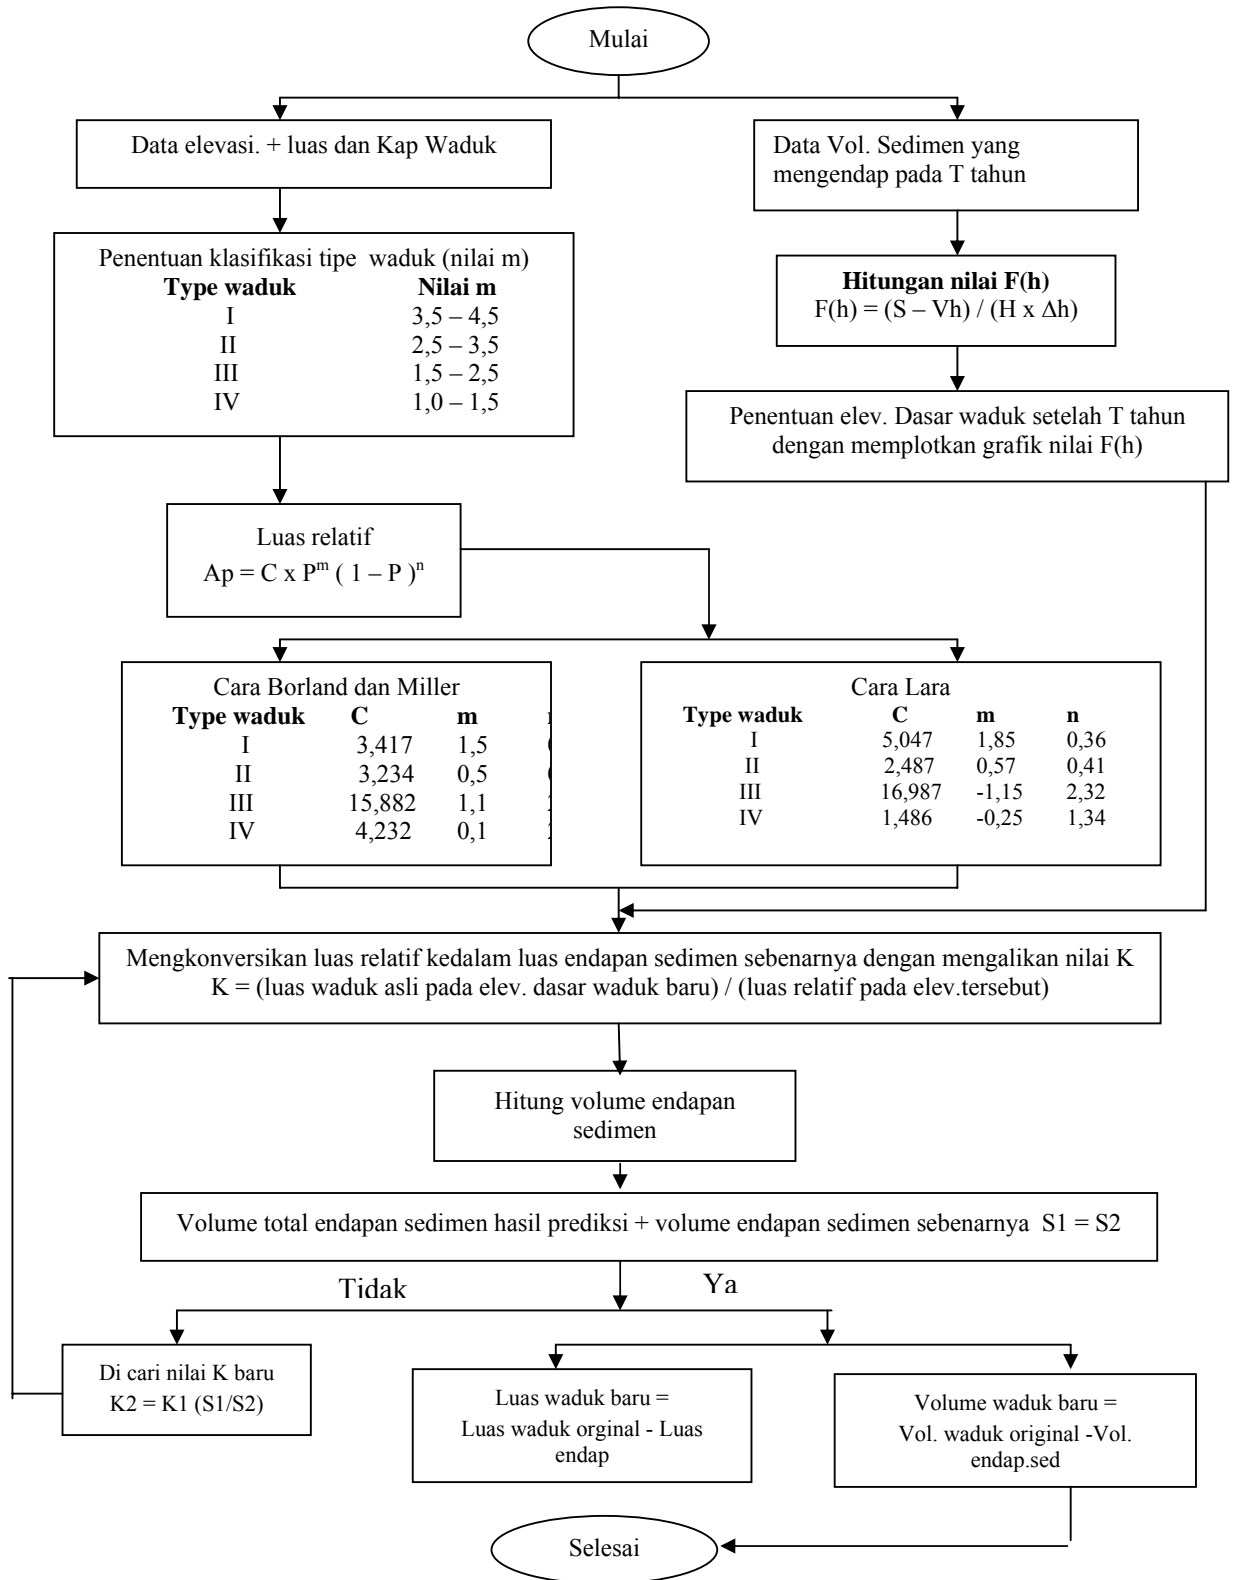 Mulai
Data elevasi. + luas dan Kap Waduk
Data Vol. Sedimen yang
mengendap pada T tahun
Penentuan klasifikasi tipe waduk (nilai m)
Type waduk Nilai m
I 3,5 – 4,5
II 2,5 – 3,5
III 1,5 – 2,5
IV 1,0 – 1,5
Hitungan nilai F(h)
F(h) = (S – Vh) / (H x Δh)
Penentuan elev. Dasar waduk setelah T tahun
dengan memplotkan grafik nilai F(h)
Luas relatif
Ap = C x P^m ( 1 – P )^n
Cara Borland dan Miller
Type waduk C m
I 3,417 1,5
II 3,234 0,5
III 15,882 1,1
IV 4,232 0,1
Cara Lara
Type waduk C m n
I 5,047 1,85 0,36
II 2,487 0,57 0,41
III 16,987 -1,15 2,32
IV 1,486 -0,25 1,34
Mengkonversikan luas relatif kedalam luas endapan sedimen sebenarnya dengan mengalikan nilai K
K = (luas waduk asli pada elev. dasar waduk baru) / (luas relatif pada elev.tersebut)
Hitung volume endapan
sedimen
Volume total endapan sedimen hasil prediksi + volume endapan sedimen sebenarnya S1 = S2
Tidak
Ya
Di cari nilai K baru
K2 = K1 (S1/S2)
Luas waduk baru =
Luas waduk orginal - Luas
endap
Volume waduk baru =
Vol. waduk original -Vol.
endap.sed
Selesai